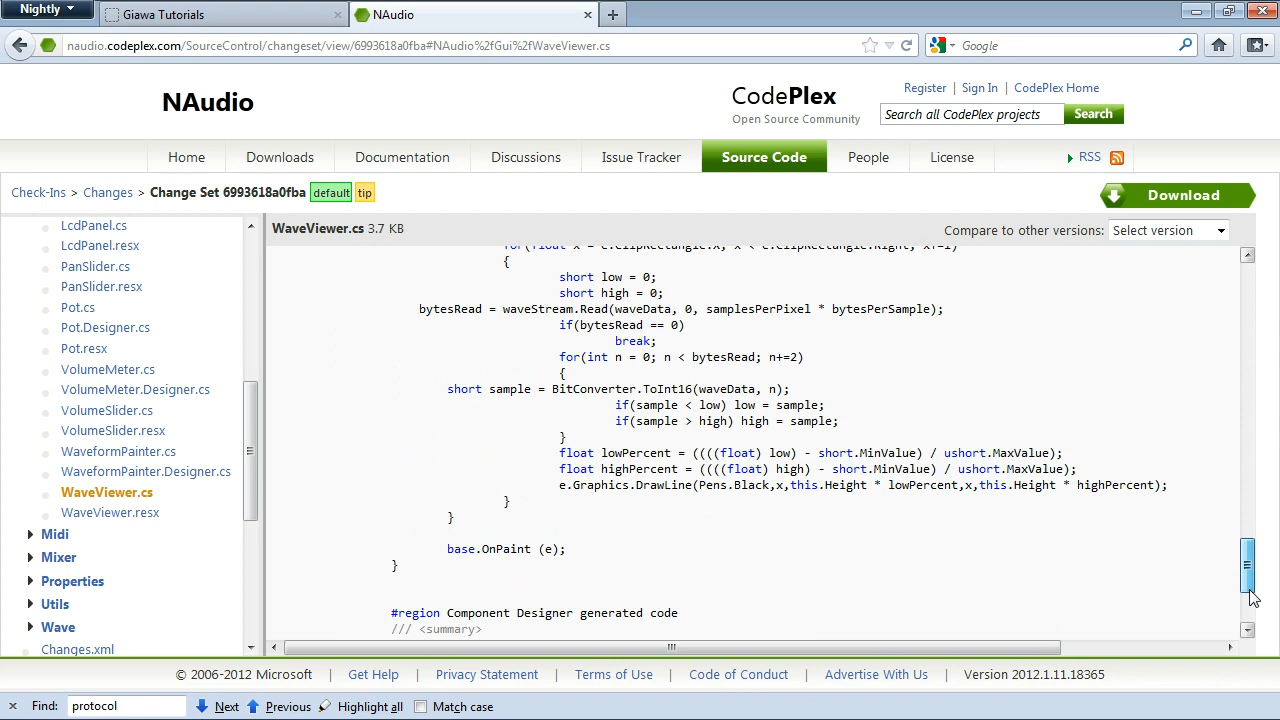 Nightly
Giawa Tutorials
NAudio
naudio.codeplex.com/SourceControl/changeset/view/6993618a0fba#NAudio%2fGui%2fWaveViewer.cs
Google
NAudio
CodePlex
Open Source Community
Register | Sign In | CodePlex Home
Search all CodePlex projects
Search
Home
Downloads
Documentation
Discussions
Issue Tracker
Source Code
People
License
RSS
Check-Ins > Changes > Change Set 6993618a0fba default tip
Download
LcdPanel.cs
LcdPanel.resx
PanSlider.cs
PanSlider.resx
Pot.cs
Pot.Designer.cs
Pot.resx
VolumeMeter.cs
VolumeMeter.Designer.cs
VolumeSlider.cs
VolumeSlider.resx
WaveformPainter.cs
WaveformPainter.Designer.cs
WaveViewer.cs
WaveViewer.resx
Midi
Mixer
Properties
Utils
Wave
Changes.xml
WaveViewer.cs 3.7 KB
Compare to other versions: Select version
for(float x = e.ClipRectangle.X; x < e.ClipRectangle.Right; x+=1)
{
short low = 0;
short high = 0;
bytesRead = waveStream.Read(waveData, 0, samplesPerPixel * bytesPerSample);
if(bytesRead == 0)
break;
for(int n = 0; n < bytesRead; n+=2)
{
short sample = BitConverter.ToInt16(waveData, n);
if(sample < low) low = sample;
if(sample > high) high = sample;
}
float lowPercent = ((((float) low) - short.MinValue) / ushort.MaxValue);
float highPercent = ((((float) high) - short.MinValue) / ushort.MaxValue);
e.Graphics.DrawLine(Pens.Black,x,this.Height * lowPercent,x,this.Height * highPercent);
}
}
base.OnPaint (e);
}
#region Component Designer generated code
/// <summary>
© 2006-2012 Microsoft | Get Help | Privacy Statement | Terms of Use | Code of Conduct | Advertise With Us | Version 2012.1.11.18365
Find: protocol Next Previous Highlight all Match case